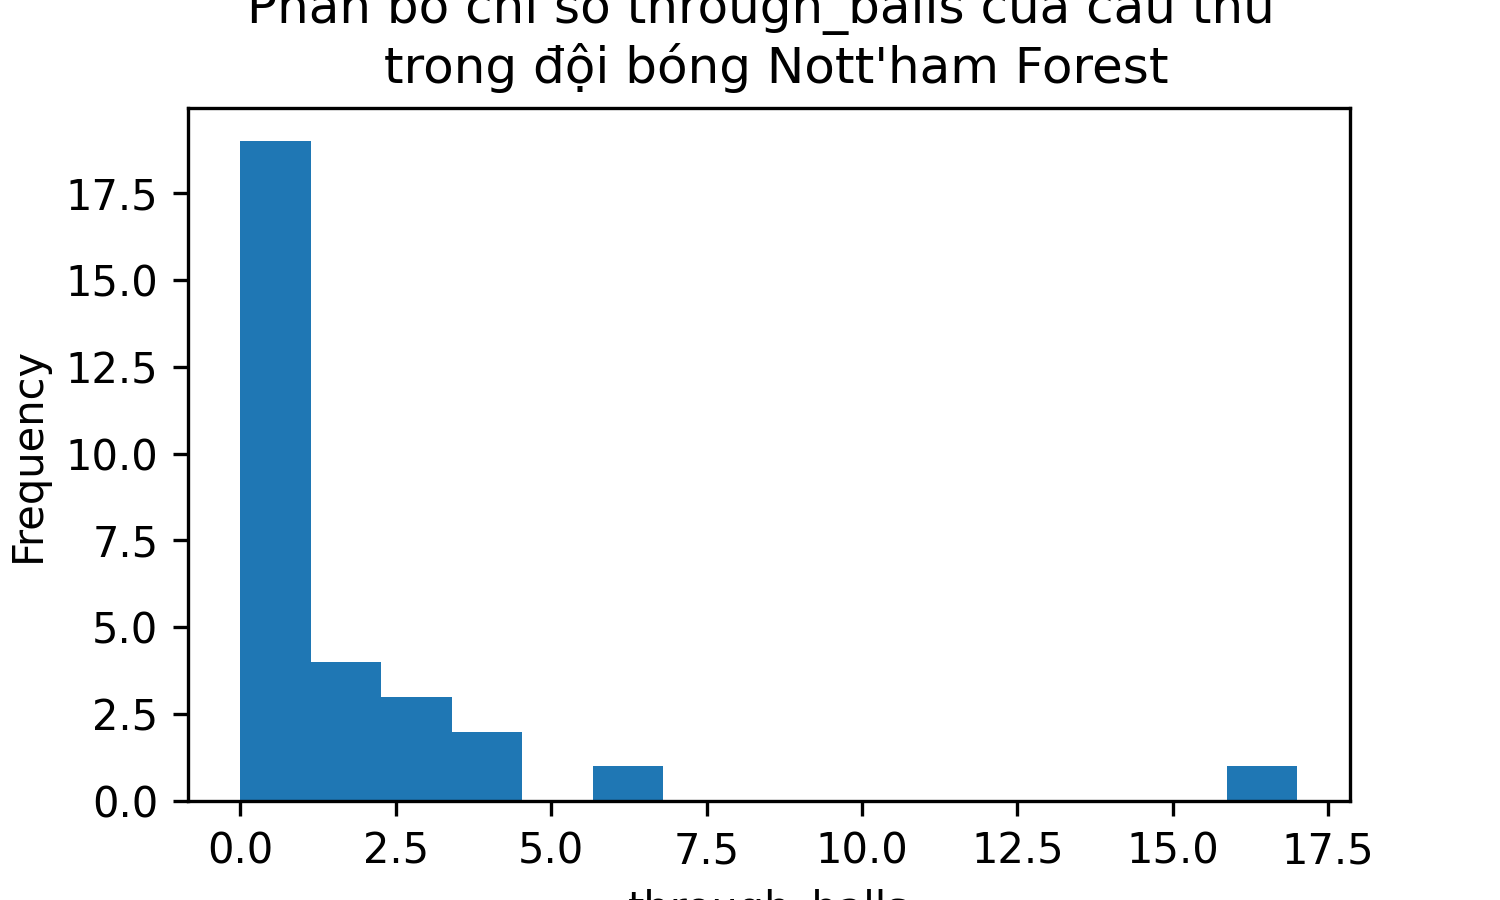 Phân bố chỉ số through_balls của cầu thủ
trong đội bóng Nott'ham Forest
Frequency
17.5
15.0
12.5
10.0
7.5
5.0
2.5
0.0
0.0 2.5 5.0 7.5 10.0 12.5 15.0 17.5
through_balls